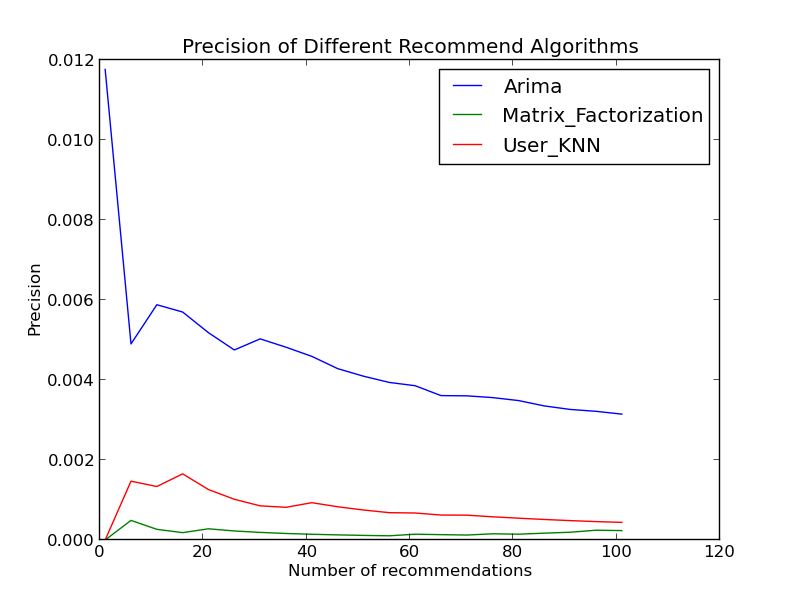 Precision of Different Recommend Algorithms
0.012
0.010
0.008
0.006
0.004
0.002
0.000
Precision
Arima
Matrix_Factorization
User_KNN
0 20 40 60 80 100 120
Number of recommendations